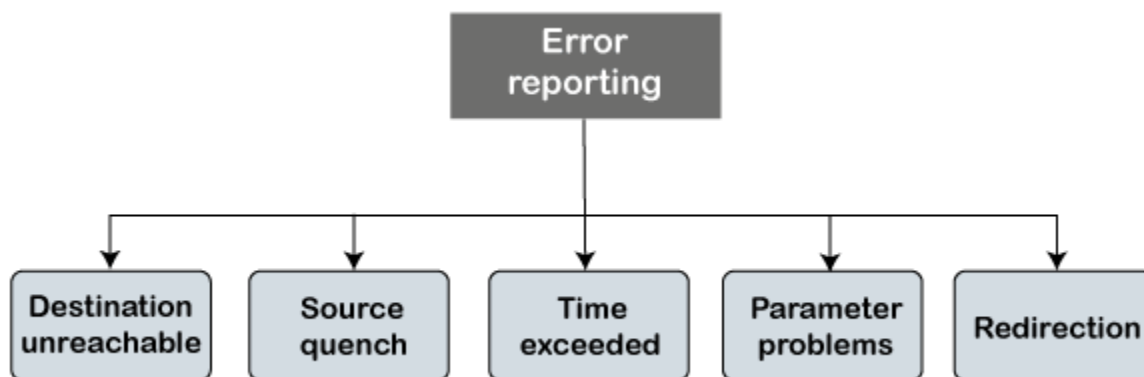 Error
reporting
Destination
unreachable
Source
quench
Time
exceeded
Parameter
problems
Redirection